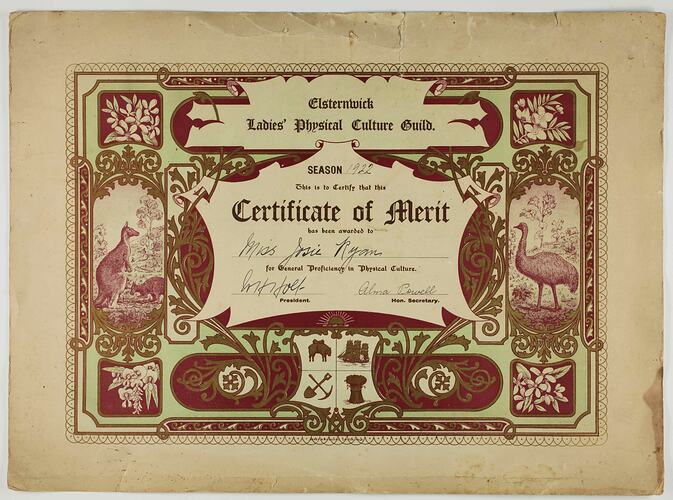 Elsternwick
Ladies' Physical Culture Guild.
SEASON 1922
This is to Certify that this
Certificate of Merit
has been awarded to
Miss Josie Ryan
for General Proficiency in Physical Culture.
W H Holt Alma Powell
President. Hon. Secretary.